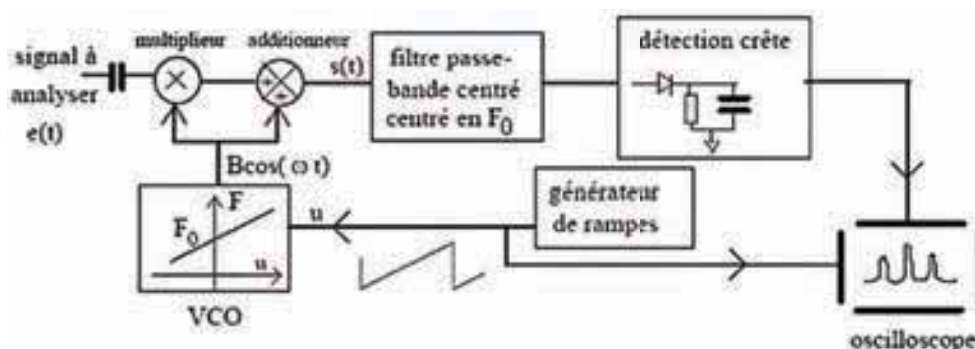 signal à
analyser
e(t)
multiplieur
additionneur
s(t)
filtre passe-
bande centré
centré en F0
détection crête
Bcos( ω t)
F
F0
u
VCO
u
générateur
de rampes
oscilloscope